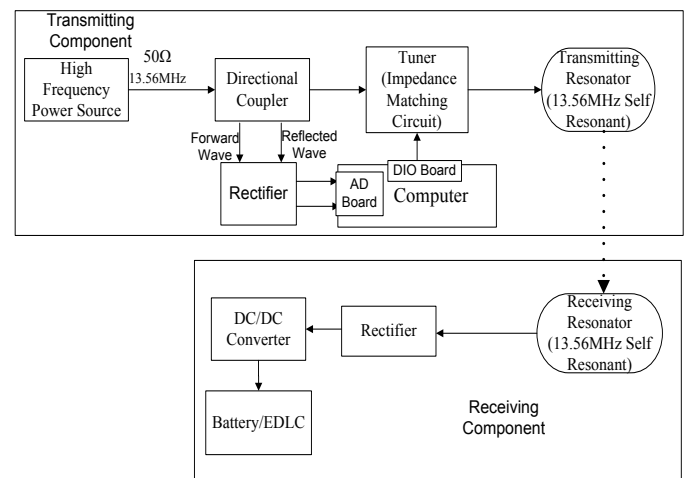 Transmitting
Component
50Ω
13.56MHz
High
Frequency
Power Source
Directional
Coupler
Tuner
(Impedance
Matching
Circuit)
Transmitting
Resonator
(13.56MHz Self
Resonant)
Forward
Wave
Reflected
Wave
Rectifier
AD
Board
DIO Board
Computer
DC/DC
Converter
Rectifier
Receiving
Resonator
(13.56MHz Self
Resonant)
Battery/EDLC
Receiving
Component